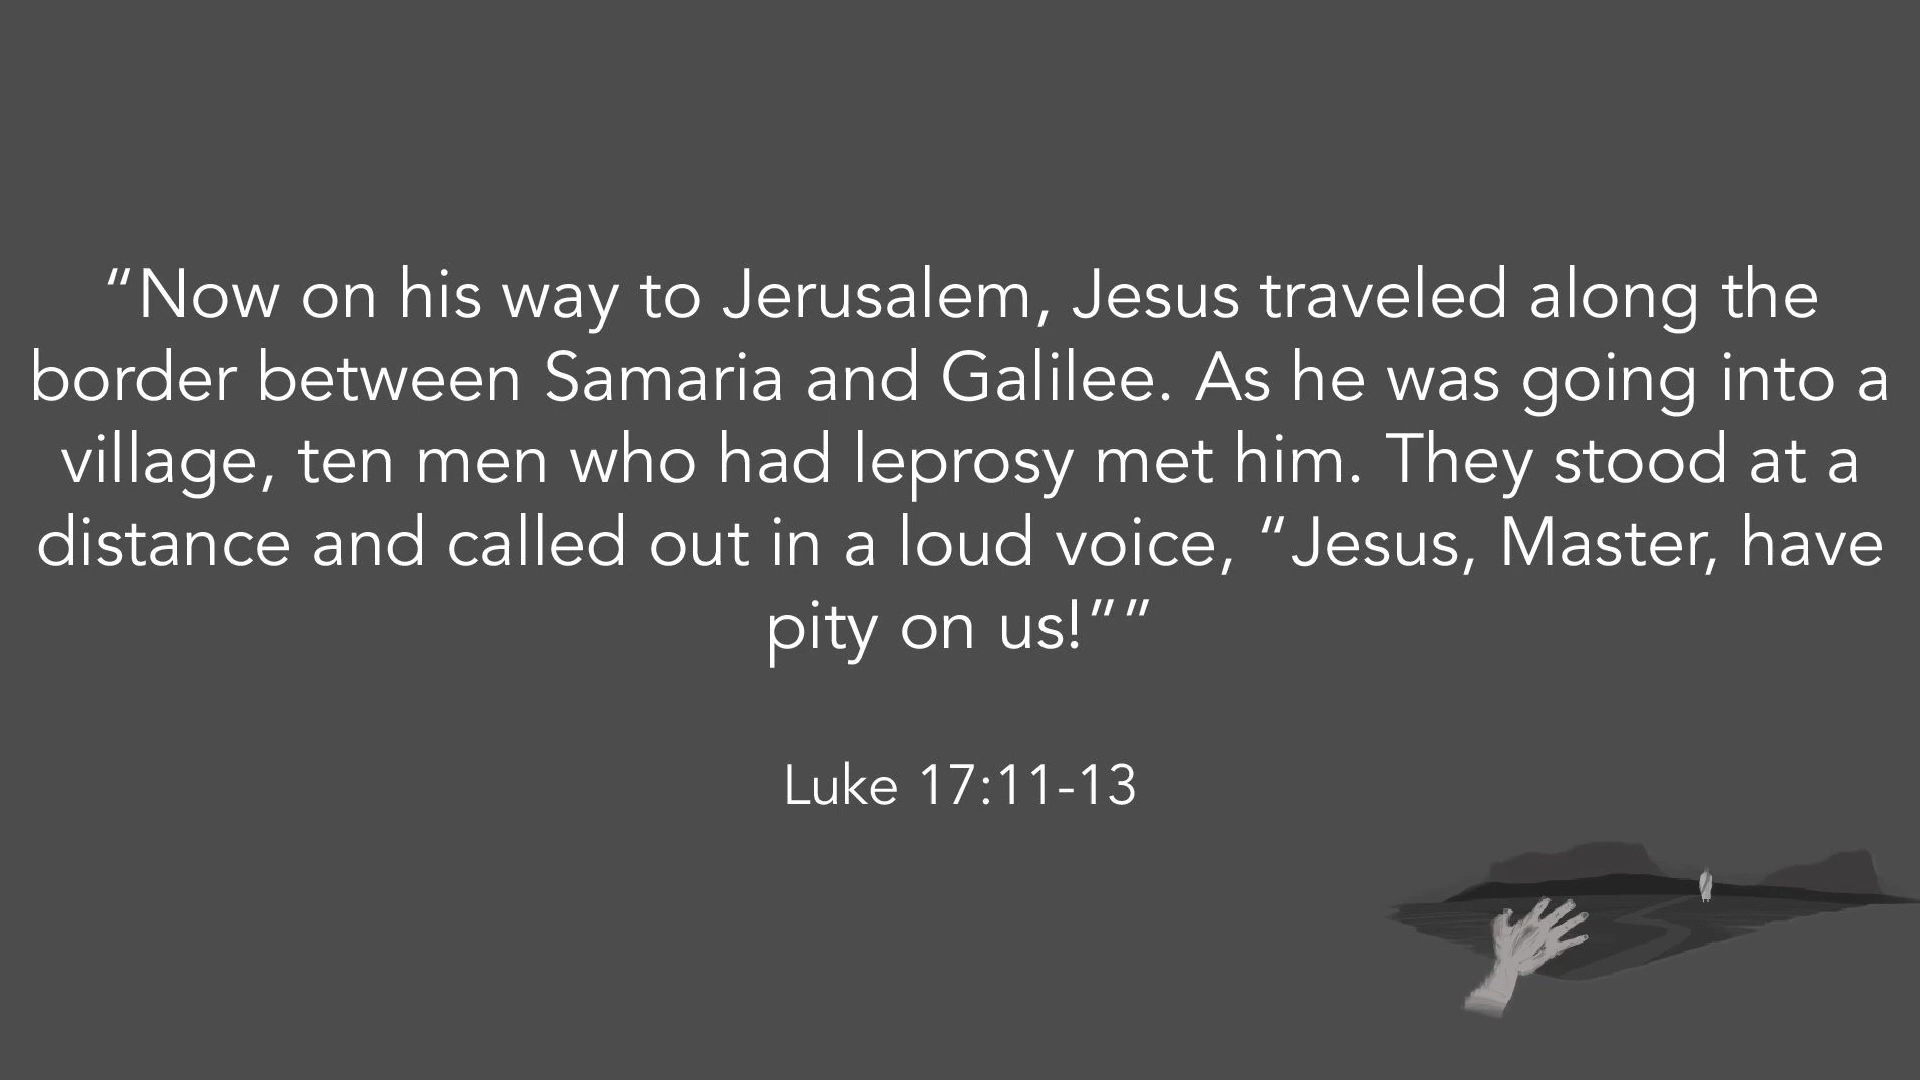 “Now on his way to Jerusalem, Jesus traveled along the
border between Samaria and Galilee. As he was going into a
village, ten men who had leprosy met him. They stood at a
distance and called out in a loud voice, “Jesus, Master, have
pity on us!””
Luke 17:11-13